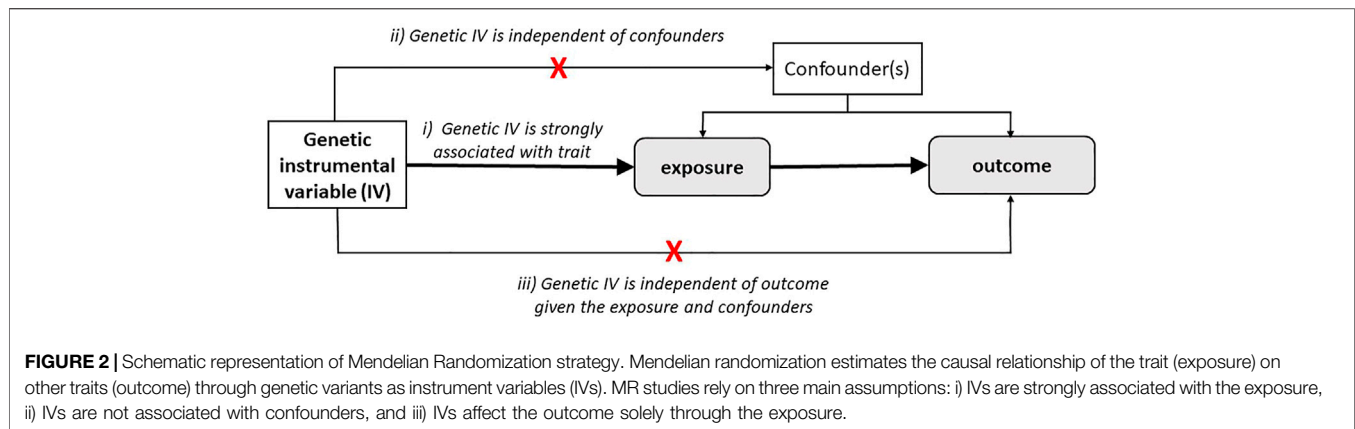 ii) Genetic IV is independent of confounders
X
Confounder(s)
i) Genetic IV is strongly
associated with trait
Genetic
instrumental
variable (IV)
exposure
outcome
X
iii) Genetic IV is independent of outcome
given the exposure and confounders
FIGURE 2 | Schematic representation of Mendelian Randomization strategy. Mendelian randomization estimates the causal relationship of the trait (exposure) on
other traits (outcome) through genetic variants as instrument variables (IVs). MR studies rely on three main assumptions: i) IVs are strongly associated with the exposure,
ii) IVs are not associated with confounders, and iii) IVs affect the outcome solely through the exposure.